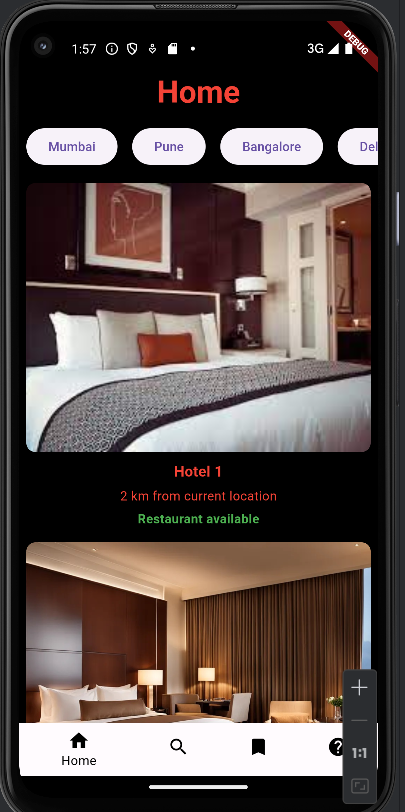 1:57
3G
DEBUG
Home
Mumbai
Pune
Bangalore
Del
Hotel 1
2 km from current location
Restaurant available
Home
1:1